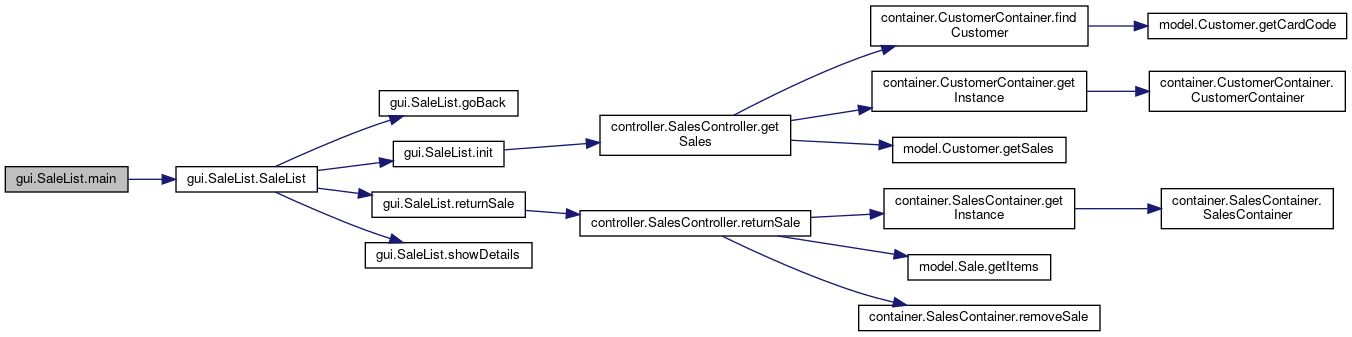 gui.SaleList.main
gui.SaleList.SaleList
gui.SaleList.goBack
gui.SaleList.init
gui.SaleList.returnSale
gui.SaleList.showDetails
controller.SalesController.get
Sales
controller.SalesController.returnSale
container.CustomerContainer.find
Customer
container.CustomerContainer.get
Instance
model.Customer.getSales
container.SalesContainer.get
Instance
model.Sale.getItems
container.SalesContainer.removeSale
model.Customer.getCardCode
container.CustomerContainer.
CustomerContainer
container.SalesContainer.
SalesContainer